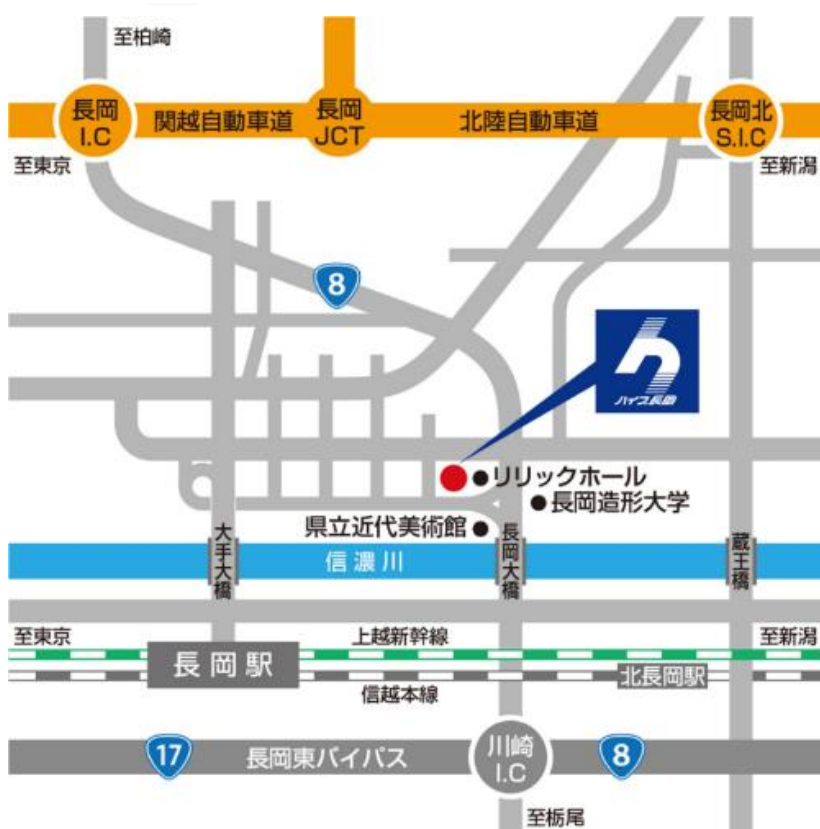 至柏崎
長岡
I.C
関越自動車道
長岡
JCT
北陸自動車道
長岡北
S.I.C
至東京
至新潟
8
ハイブ長岡
リリックホール
長岡造形大学
県立近代美術館
大手大橋
信濃川
長岡大橋
蔵王橋
至東京
上越新幹線
至新潟
長岡駅
北長岡駅
信越本線
17
長岡東バイパス
川崎
I.C
8
至栃尾